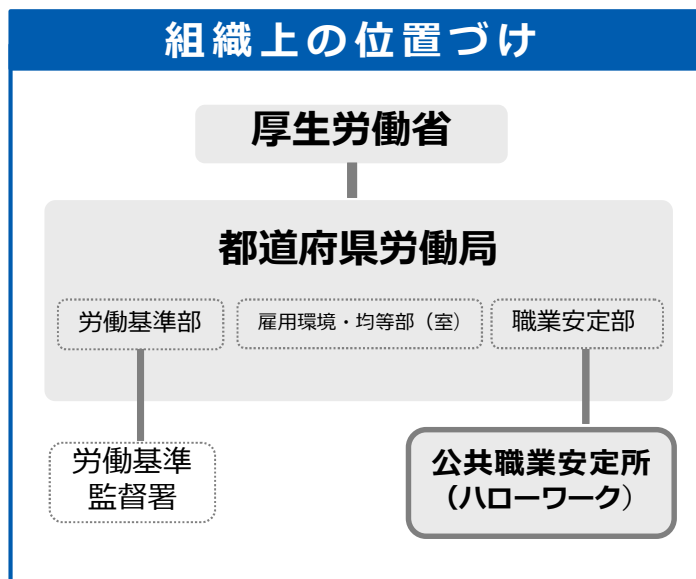 組織上の位置づけ
厚生労働省
都道府県労働局
労働基準部
雇用環境・均等部（室）
職業安定部
労働基準
監督署
公共職業安定所
（ハローワーク）